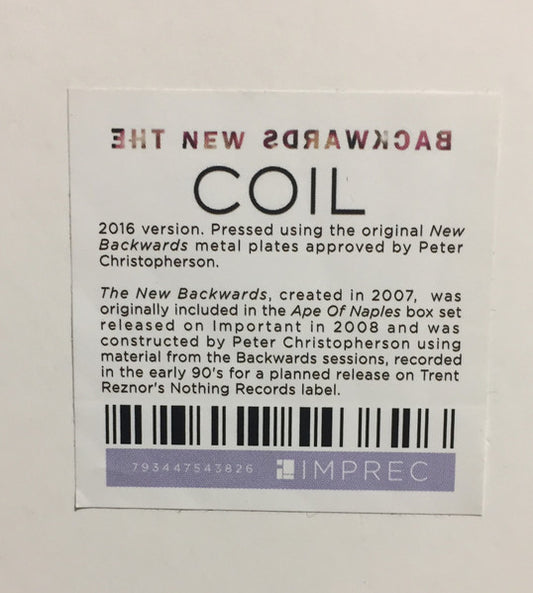 THE NEW BACKWARDS
COIL
2016 version. Pressed using the original New
Backwards metal plates approved by Peter
Christopherson.
The New Backwards, created in 2007, was
originally included in the Ape Of Naples box set
released on Important in 2008 and was
constructed by Peter Christopherson using
material from the Backwards sessions, recorded
in the early 90's for a planned release on Trent
Reznor's Nothing Records label.
793447543826 IMPREC